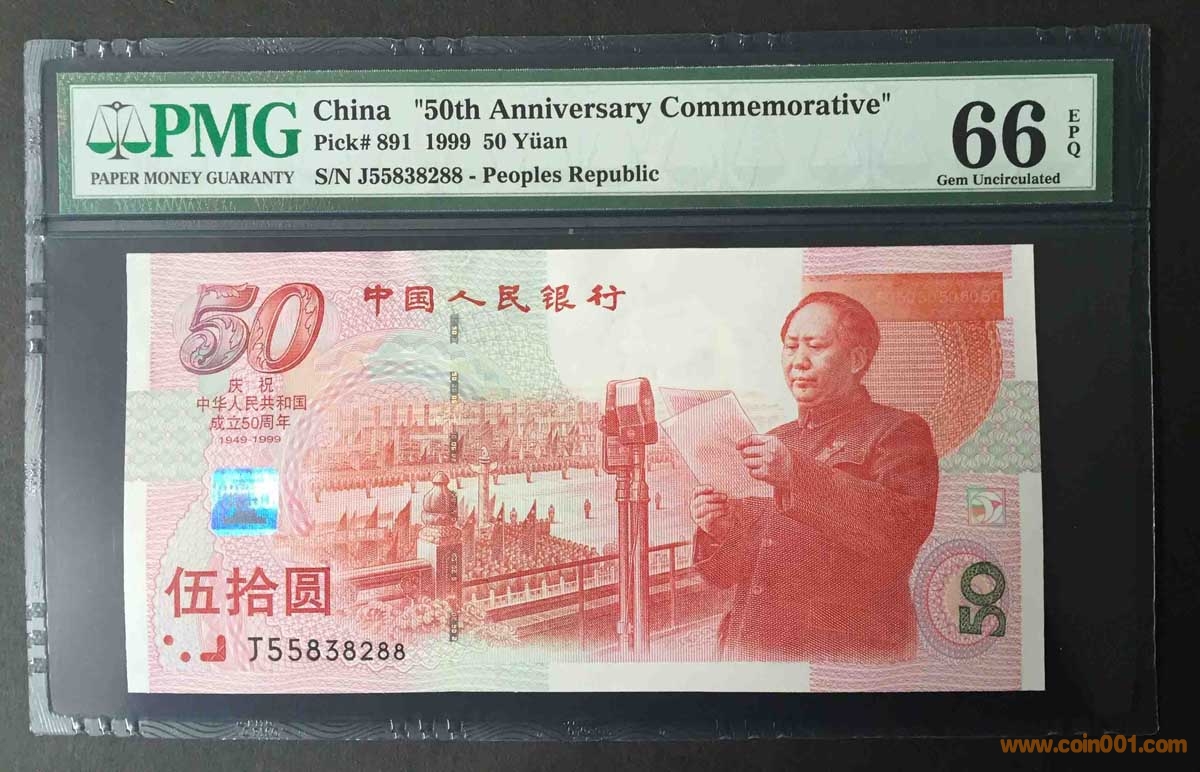 PMG
PAPER MONEY GUARANTY
China "50th Anniversary Commemorative"
Pick# 891 1999 50 Yüan
S/N J55838288 - Peoples Republic
66
EPQ
Gem Uncirculated
50
中国人民银行
庆祝
中华人民共和国
成立50周年
1949-1999
505050505050
伍拾圆
J55838288
50
www.coin001.com